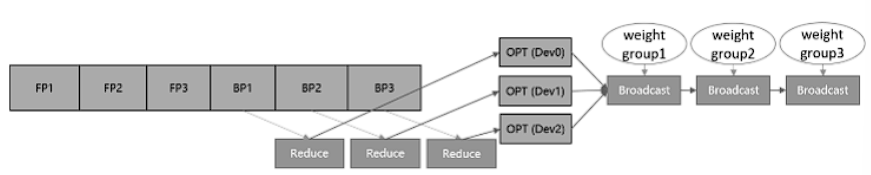 FP1
FP2
FP3
BP1
BP2
BP3
Reduce
Reduce
Reduce
OPT (Dev0)
OPT (Dev1)
OPT (Dev2)
weight
group1
weight
group2
weight
group3
Broadcast
Broadcast
Broadcast